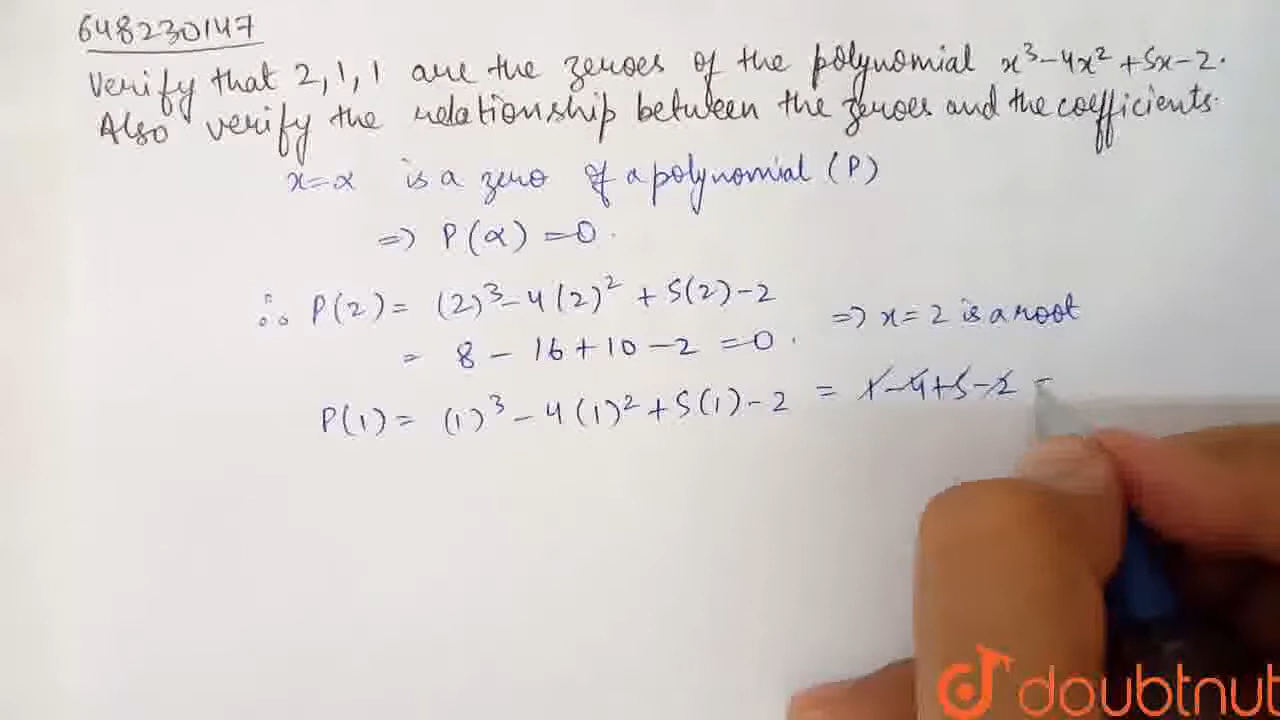 648230147
Verify that 2, 1, 1 are the zeroes of the polynomial x³-4x²+5x-2.
Also verify the relationship between the zeroes and the coefficients.
x=α is a zero of a polynomial (P)
=> P(α) = 0.
∴ P(2) = (2)³-4(2)²+5(2)-2
= 8-16+10-2 = 0. => x=2 is a root
P(1) = (1)³-4(1)²+5(1)-2 = 1-4+5-2 =
doubtnut